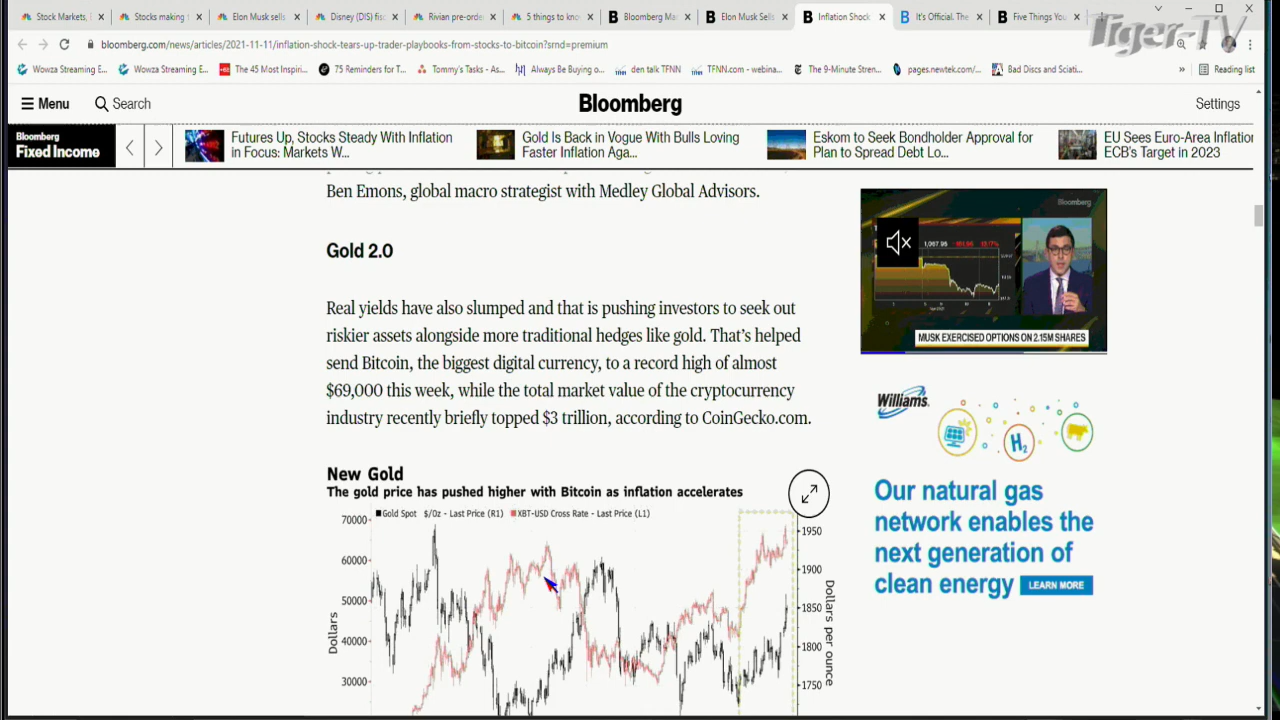 Stock Markets,
Stocks making
Elon Musk sells
Disney (DIS) fisc
Rivian pre-order
5 things to know
Bloomberg Ma
Elon Musk Sells
Inflation Shock
It's Official. The
Five Things You
Tiger-TV
bloomberg.com/news/articles/2021-11-11/inflation-shock-tears-up-trader-playbooks-from-stocks-to-bitcoin?srnd=premium
Wowza Streaming E...
Wowza Streaming E...
The 45 Most Inspiri...
75 Reminders for T...
Tommy's Tasks - As...
Always Be Buying o...
den talk TFNN
TFNN.com - webina...
The 9-Minute Stren...
pages.newtek.com/...
Bad Discs and Sciati...
»
Reading list
Menu
Search
Bloomberg
Settings
Bloomberg
Fixed Income
Futures Up, Stocks Steady With Inflation
in Focus: Markets W...
Gold Is Back in Vogue With Bulls Loving
Faster Inflation Aga...
Eskom to Seek Bondholder Approval for
Plan to Spread Debt Lo...
EU Sees Euro-Area Inflation
ECB's Target in 2023
Ben Emons, global macro strategist with Medley Global Advisors.
Gold 2.0
Real yields have also slumped and that is pushing investors to seek out
riskier assets alongside more traditional hedges like gold. That's helped
send Bitcoin, the biggest digital currency, to a record high of almost
$69,000 this week, while the total market value of the cryptocurrency
industry recently briefly topped $3 trillion, according to CoinGecko.com.
New Gold
The gold price has pushed higher with Bitcoin as inflation accelerates
Gold Spot $/Oz - Last Price (R1)
XBT-USD Cross Rate - Last Price (L1)
70000
60000
50000
40000
30000
Dollars
1950
1900
1850
1800
1750
Dollars per ounce
Bloomberg
1,067.95
MUSK EXERCISED OPTIONS ON 2.15M SHARES
Williams
H2
Our natural gas
network enables the
next generation of
clean energy
LEARN MORE